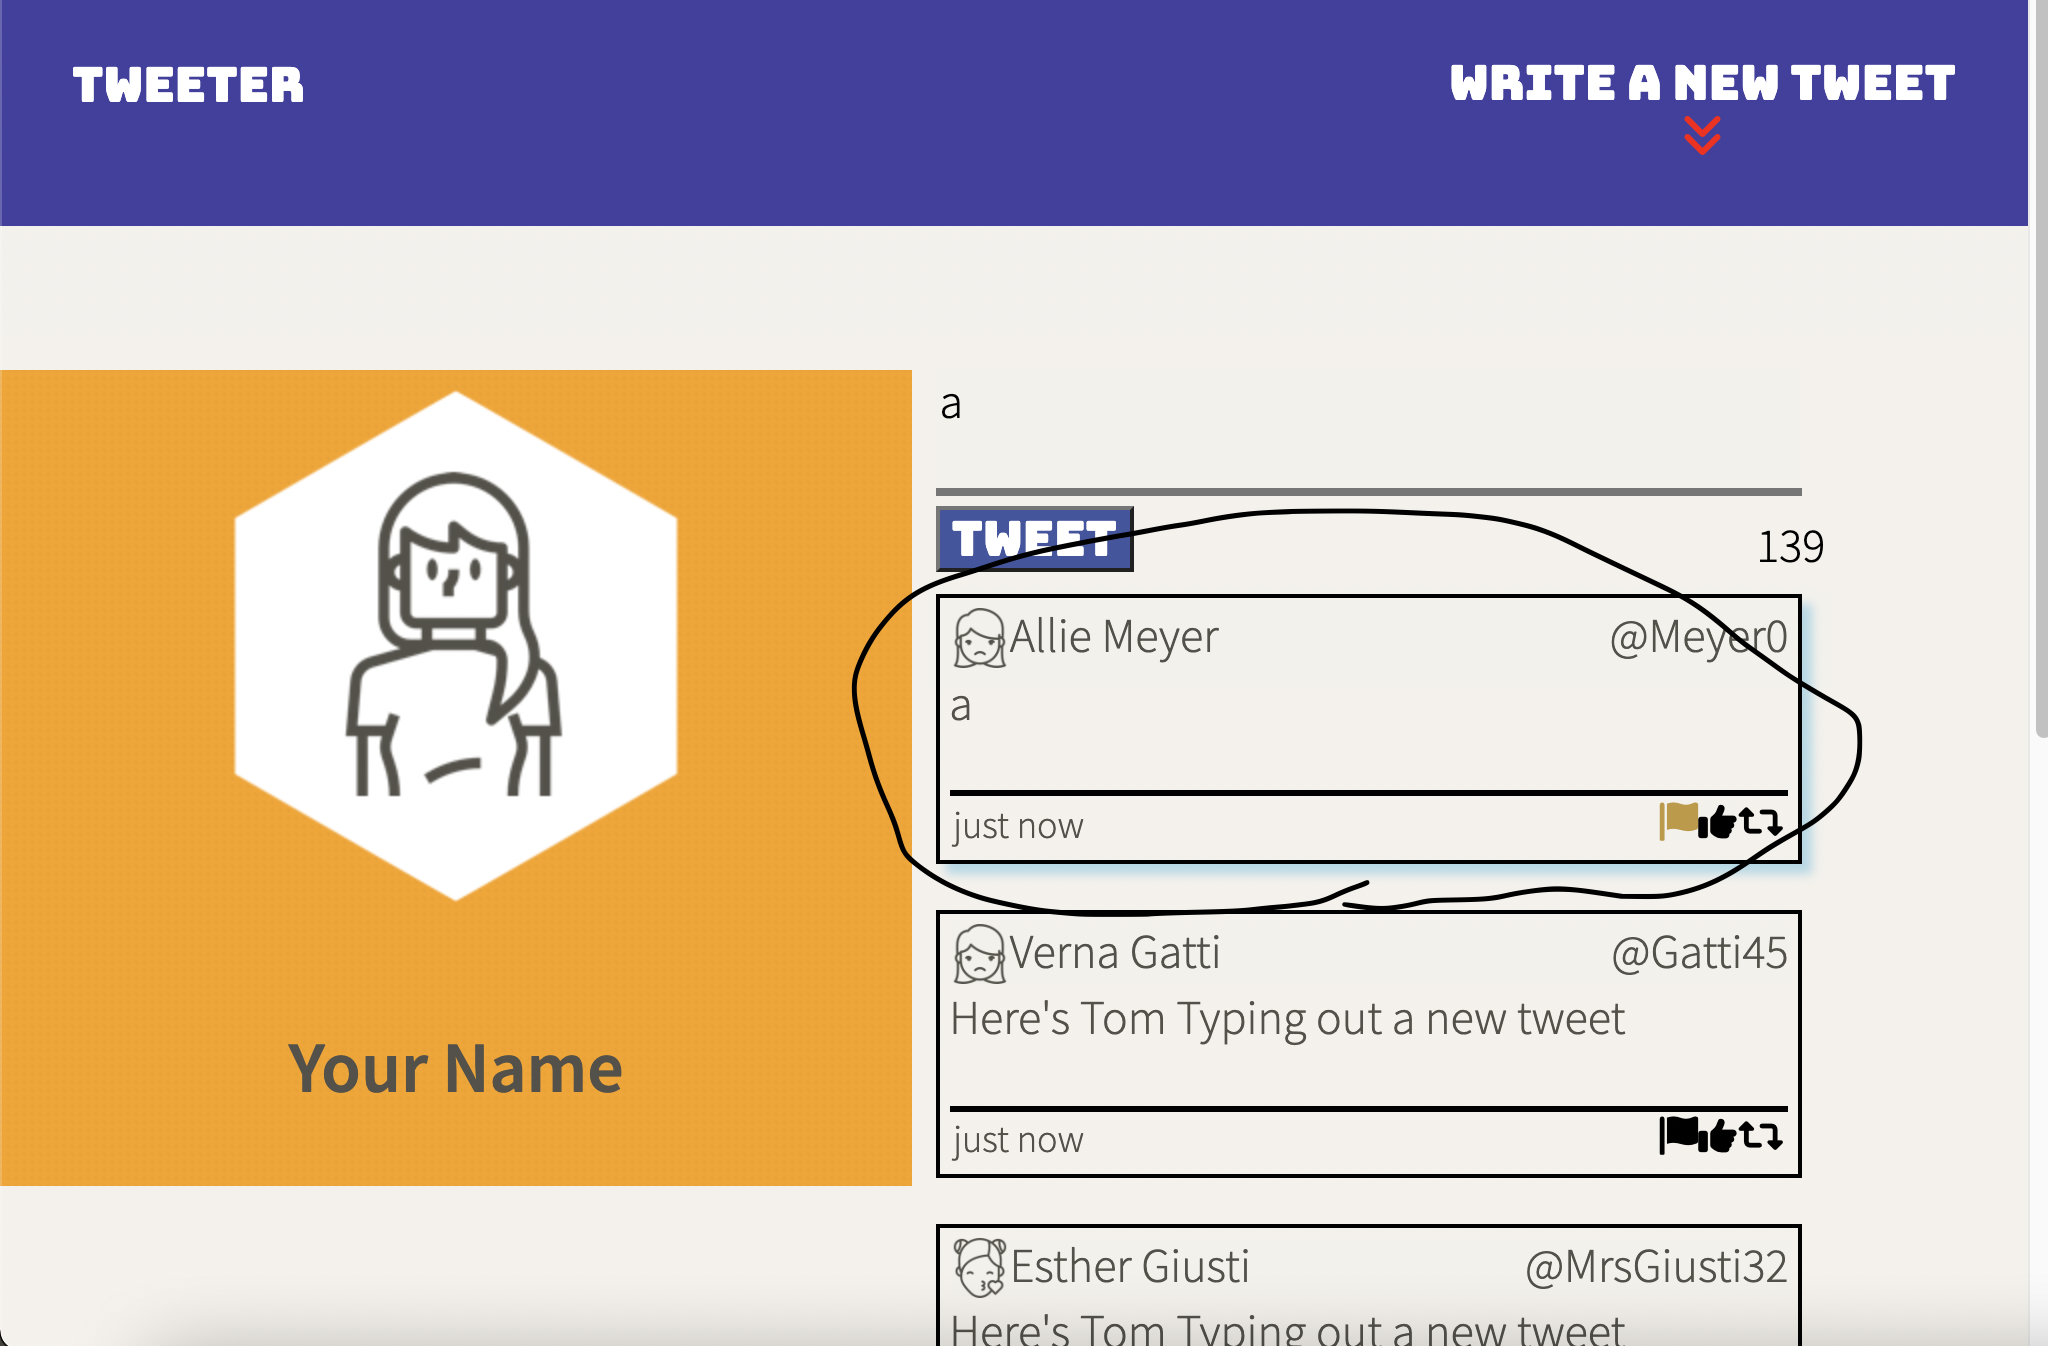 TWEETER
WRITE A NEW TWEET
a
TWEET
139
Allie Meyer @Meyer0
a
just now
Your Name
Verna Gatti @Gatti45
Here's Tom Typing out a new tweet
just now
Esther Giusti @MrsGiusti32
Here's Tom Typing out a new tweet